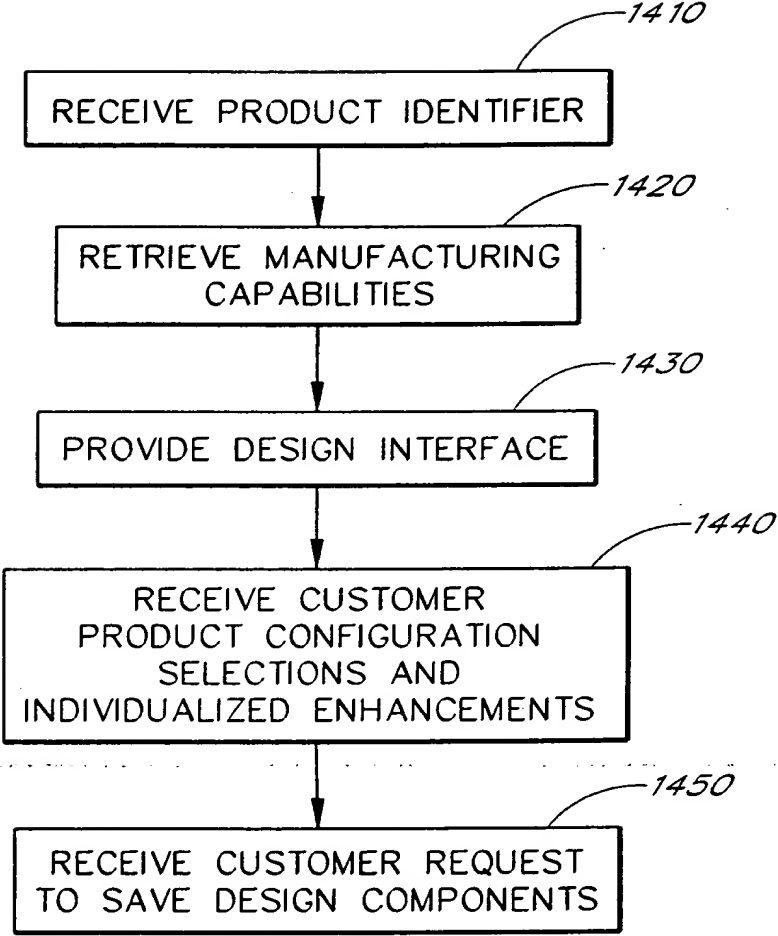 1410
RECEIVE PRODUCT IDENTIFIER
1420
RETRIEVE MANUFACTURING
CAPABILITIES
1430
PROVIDE DESIGN INTERFACE
1440
RECEIVE CUSTOMER
PRODUCT CONFIGURATION
SELECTIONS AND
INDIVIDUALIZED ENHANCEMENTS
1450
RECEIVE CUSTOMER REQUEST
TO SAVE DESIGN COMPONENTS